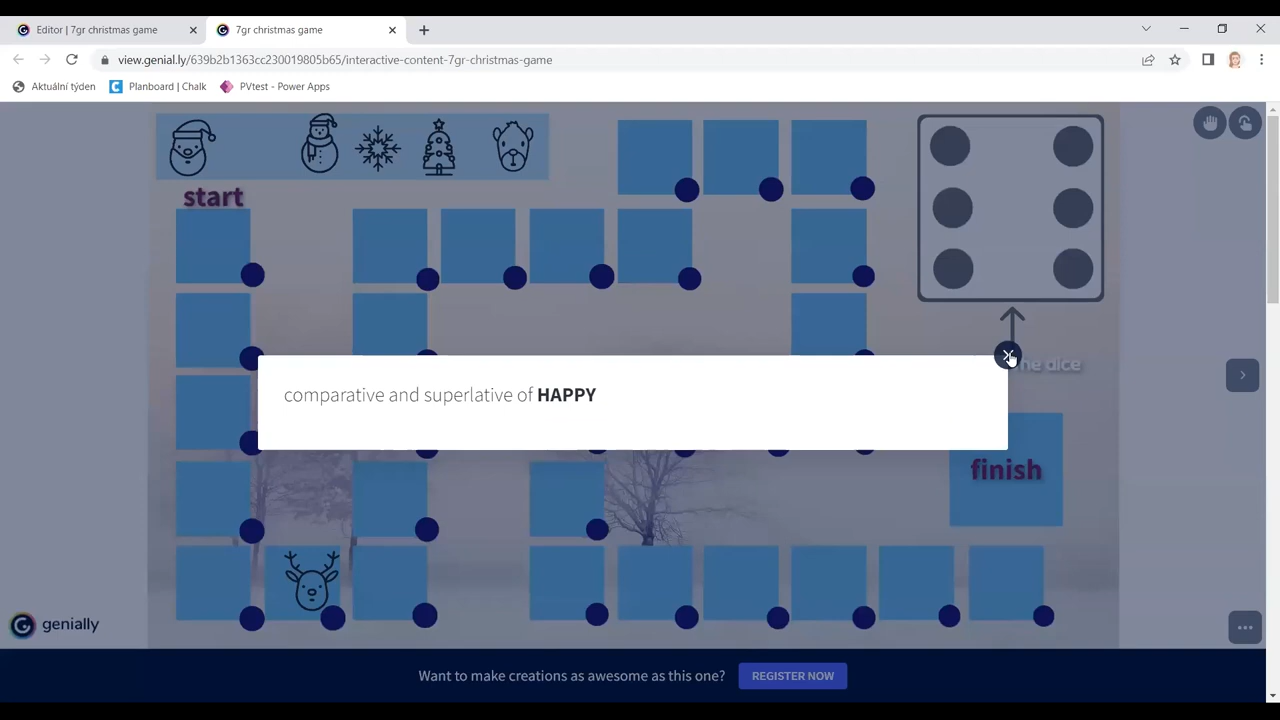 Editor | 7gr christmas game
7gr christmas game
view.genial.ly/639b2b1363cc230019805b65/interactive-content-7gr-christmas-game
Aktuální týden
Planboard | Chalk
PVtest - Power Apps
start
he dice
comparative and superlative of HAPPY
finish
genially
Want to make creations as awesome as this one?
REGISTER NOW